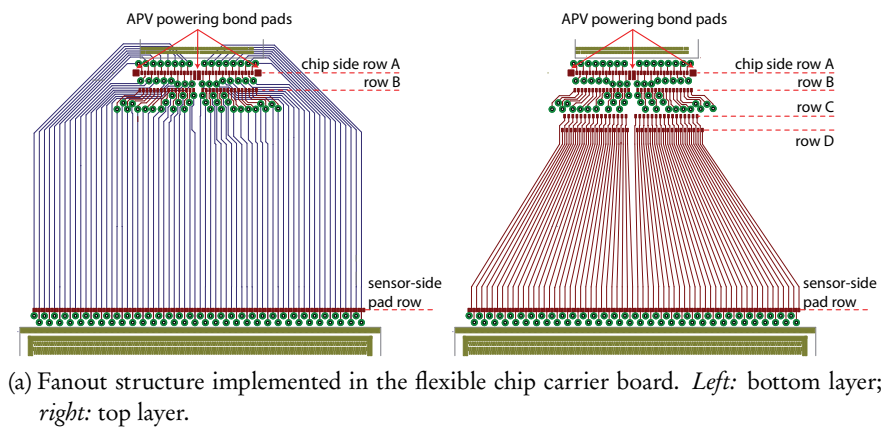 APV powering bond pads
chip side row A
row B
sensor-side
pad row
APV powering bond pads
chip side row A
row B
row C
row D
sensor-side
pad row
(a) Fanout structure implemented in the flexible chip carrier board. Left: bottom layer;
right: top layer.